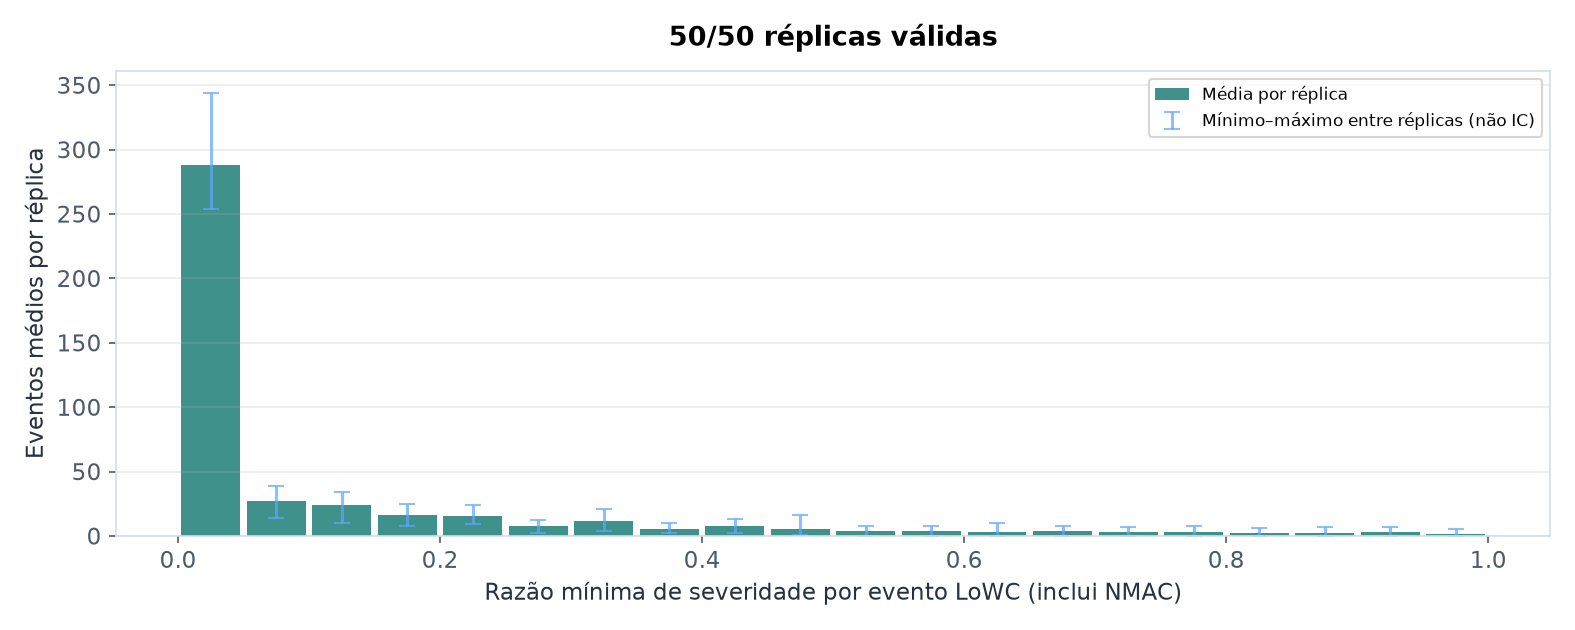 50/50 réplicas válidas
Média por réplica
Mínimo–máximo entre réplicas (não IC)
Eventos médios por réplica
350
300
250
200
150
100
50
0
0.0 0.2 0.4 0.6 0.8 1.0
Razão mínima de severidade por evento LoWC (inclui NMAC)